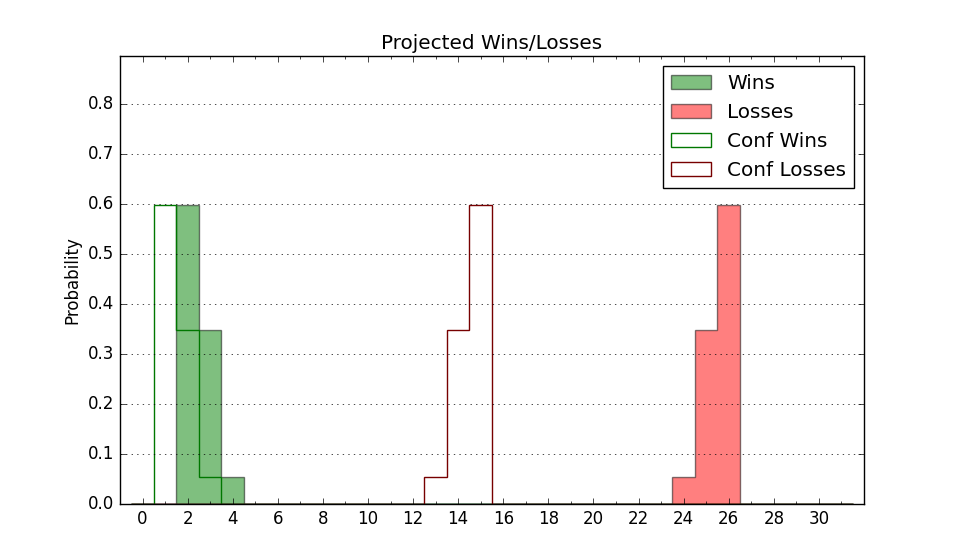 Projected Wins/Losses
Wins
Losses
Conf Wins
Conf Losses
Probability
0.8
0.7
0.6
0.5
0.4
0.3
0.2
0.1
0.0
0 2 4 6 8 10 12 14 16 18 20 22 24 26 28 30